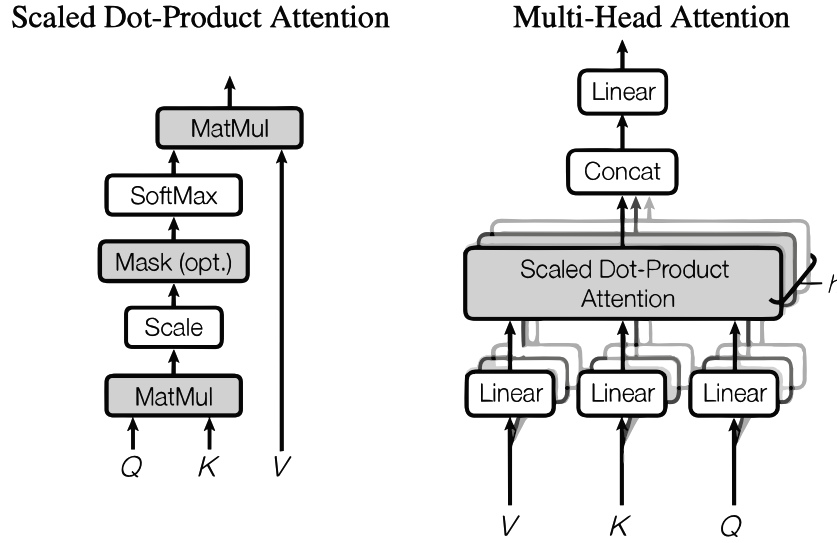 Scaled Dot-Product Attention
MatMul
SoftMax
Mask (opt.)
Scale
MatMul
Q K V
Multi-Head Attention
Linear
Concat
Scaled Dot-Product
Attention
Linear Linear Linear
V K Q